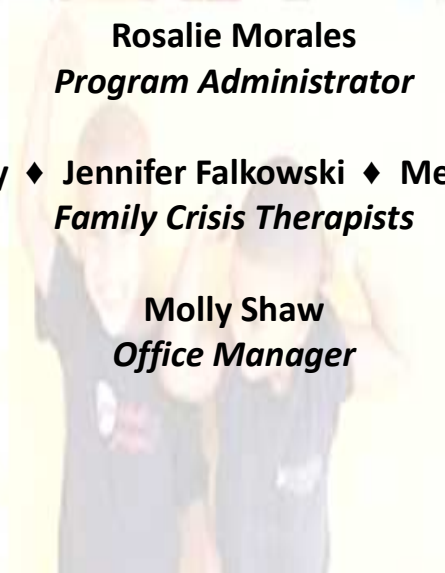 Rosalie Morales
Program Administrator
♦ Jennifer Falkowski ♦
Family Crisis Therapists
Molly Shaw
Office Manager